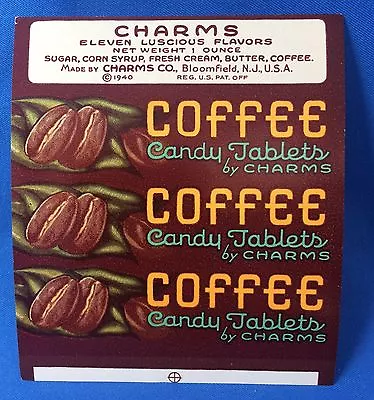 CHARMS
ELEVEN LUSCIOUS FLAVORS
NET WEIGHT 1 OUNCE
SUGAR, CORN SYRUP, FRESH CREAM, BUTTER, COFFEE.
MADE BY CHARMS CO., Bloomfield, N.J., U.S.A.
©1940 REG. U.S. PAT. OFF
COFFEE
Candy Tablets
by CHARMS
COFFEE
Candy Tablets
by CHARMS
COFFEE
Candy Tablets
by CHARMS